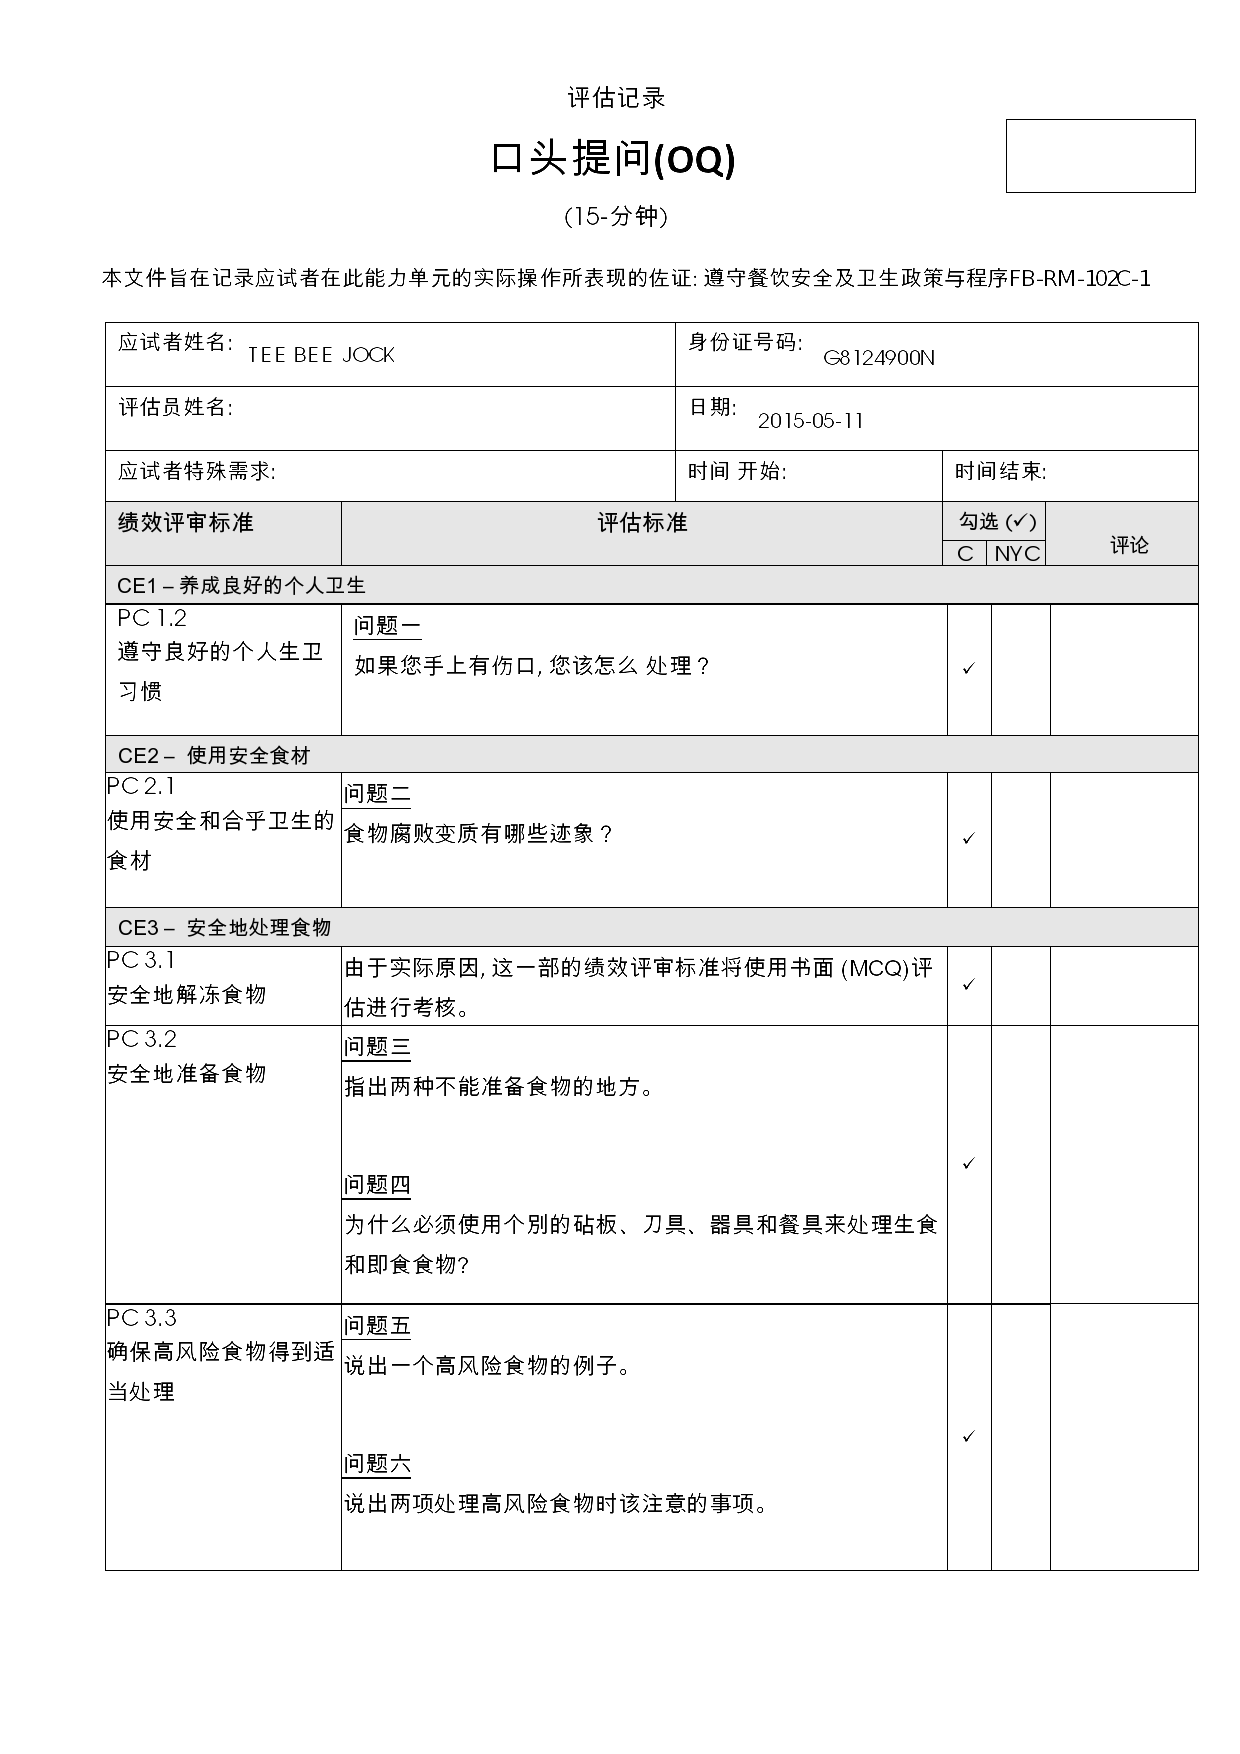 评估记录
口头提问(OQ)
(15-分钟)
本文件旨在记录应试者在此能力单元的实际操作所表现的佐证: 遵守餐饮安全及卫生政策与程序FB-RM-102C-1
应试者姓名: TEE BEE JOCK
身份证号码: G8124900N
评估员姓名:
日期: 2015-05-11
应试者特殊需求:
时间 开始:
时间结束:
绩效评审标准
评估标准
勾选 (✓)
C
NYC
评论
CE1 – 养成良好的个人卫生
PC 1.2
遵守良好的个人生卫
习惯
问题一
如果您手上有伤口, 您该怎么 处理？
✓
CE2 – 使用安全食材
PC 2.1
使用安全和合乎卫生的
食材
问题二
食物腐败变质有哪些迹象？
✓
CE3 – 安全地处理食物
PC 3.1
安全地解冻食物
由于实际原因, 这一部的绩效评审标准将使用书面 (MCQ)评
估进行考核。
✓
PC 3.2
安全地准备食物
问题三
指出两种不能准备食物的地方。
问题四
为什么必须使用个别的砧板、刀具、器具和餐具来处理生食
和即食食物?
✓
PC 3.3
确保高风险食物得到适
当处理
问题五
说出一个高风险食物的例子。
问题六
说出两项处理高风险食物时该注意的事项。
✓